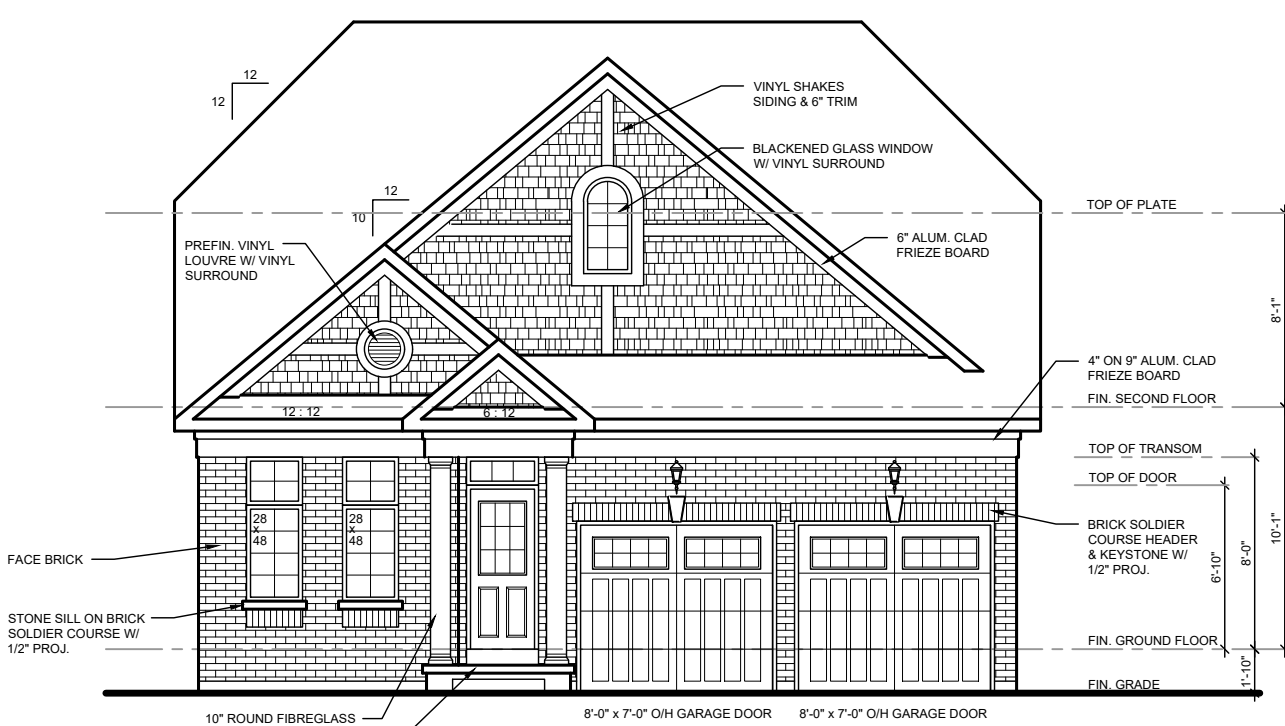 12
12
VINYL SHAKES
SIDING & 6" TRIM
BLACKENED GLASS WINDOW
W/ VINYL SURROUND
12
10
TOP OF PLATE
PREFIN. VINYL
LOUVRE W/ VINYL
SURROUND
6" ALUM. CLAD
FRIEZE BOARD
8'-1"
4" ON 9" ALUM. CLAD
FRIEZE BOARD
FIN. SECOND FLOOR
12 : 12
6 : 12
TOP OF TRANSOM
TOP OF DOOR
28
x
48
28
x
48
BRICK SOLDIER
COURSE HEADER
& KEYSTONE W/
1/2" PROJ.
6'-10"
8'-0"
10'-1"
FACE BRICK
STONE SILL ON BRICK
SOLDIER COURSE W/
1/2" PROJ.
FIN. GROUND FLOOR
1'-10"
FIN. GRADE
10" ROUND FIBREGLASS
8'-0" x 7'-0" O/H GARAGE DOOR
8'-0" x 7'-0" O/H GARAGE DOOR